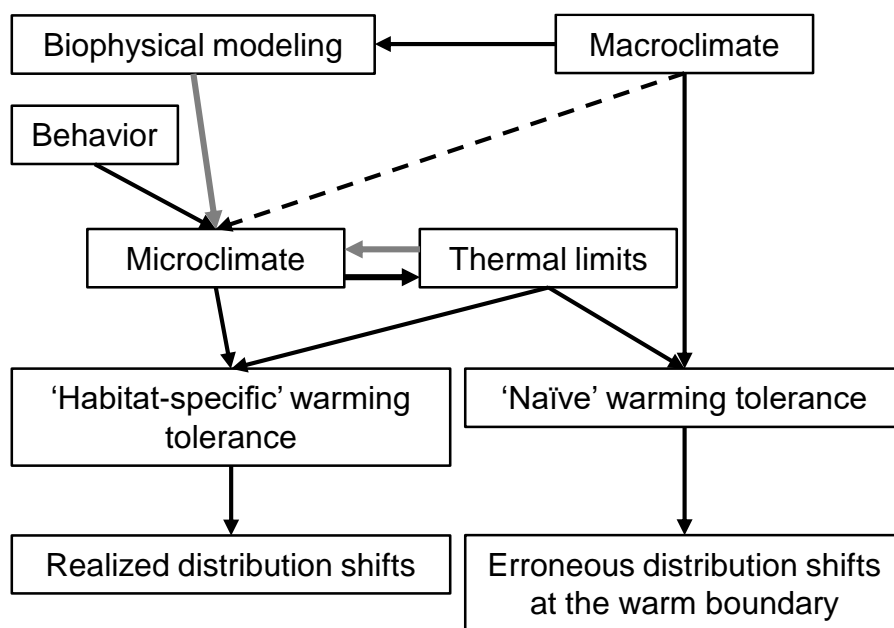 Biophysical modeling
Macroclimate
Behavior
Microclimate
Thermal limits
‘Habitat-specific’ warming
tolerance
‘Naïve’ warming tolerance
Realized distribution shifts
Erroneous distribution shifts
at the warm boundary